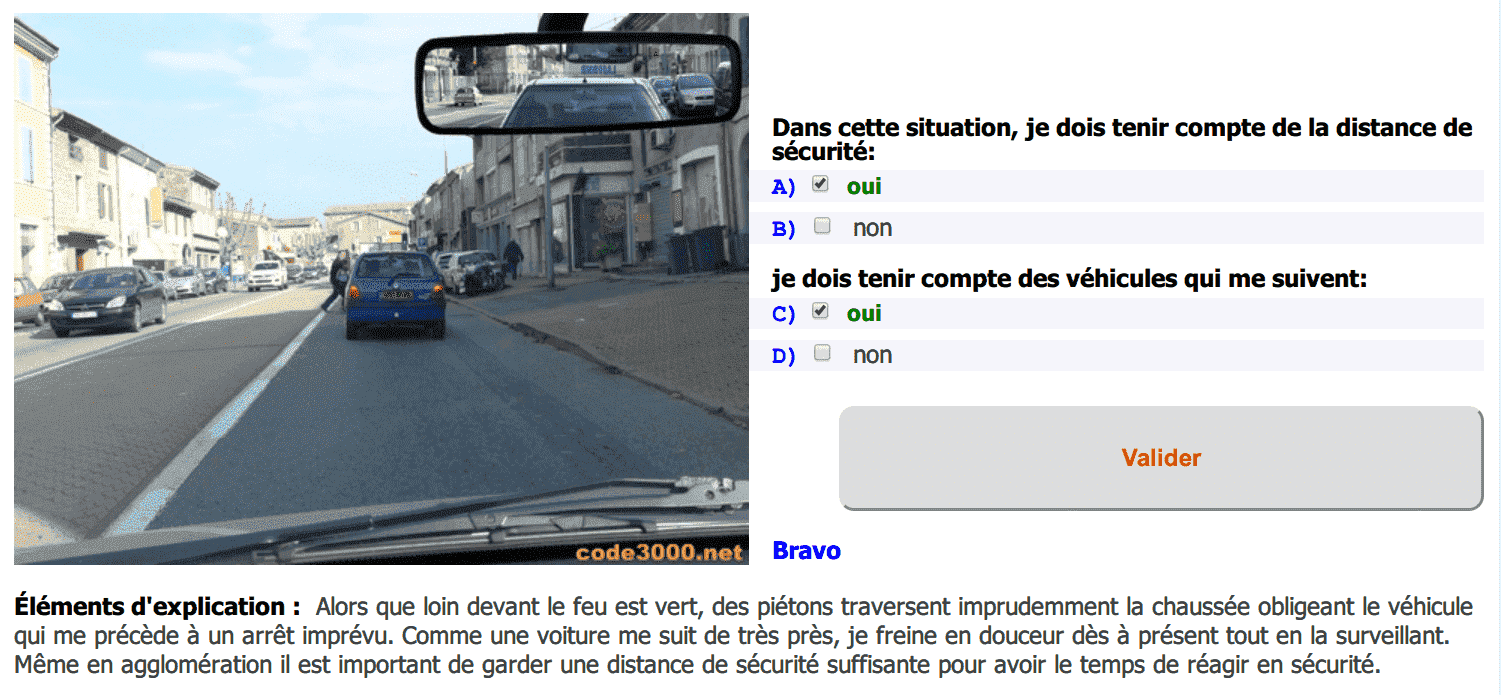 Dans cette situation, je dois tenir compte de la distance de
sécurité:
A) oui
B) non
je dois tenir compte des véhicules qui me suivent:
C) oui
D) non
Valider
code3000.net
Bravo
Éléments d'explication : Alors que loin devant le feu est vert, des piétons traversent imprudemment la chaussée obligeant le véhicule
qui me précède à un arrêt imprévu. Comme une voiture me suit de très près, je freine en douceur dès à présent tout en la surveillant.
Même en agglomération il est important de garder une distance de sécurité suffisante pour avoir le temps de réagir en sécurité.